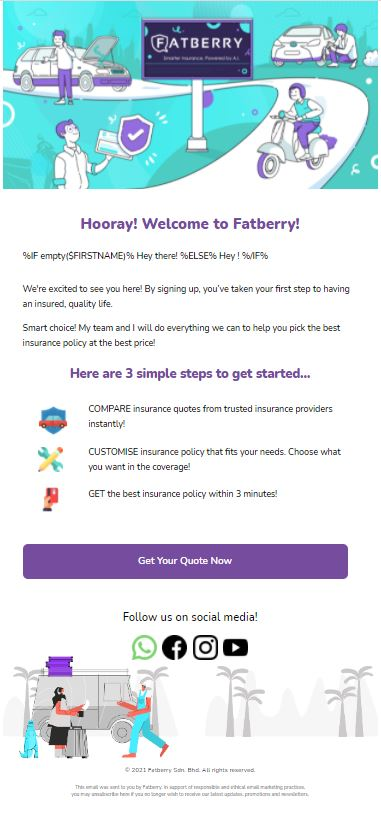 FATBERRY
Smarter Insurance. Powered by A.I.
Hooray! Welcome to Fatberry!
%IF empty($FIRSTNAME)% Hey there! %ELSE% Hey ! %/IF%
We're excited to see you here! By signing up, you've taken your first step to having
an insured, quality life.
Smart choice! My team and I will do everything we can to help you pick the best
insurance policy at the best price!
Here are 3 simple steps to get started...
COMPARE insurance quotes from trusted insurance providers
instantly!
CUSTOMISE insurance policy that fits your needs. Choose what
you want in the coverage!
GET the best insurance policy within 3 minutes!
Get Your Quote Now
Follow us on social media!
© 2021 Fatberry Sdn. Bhd. All rights reserved.
This email was sent to you by Fatberry. In support of responsible and ethical email marketing practices,
you may unsubscribe here if you no longer wish to receive our latest updates, promotions and newsletters.